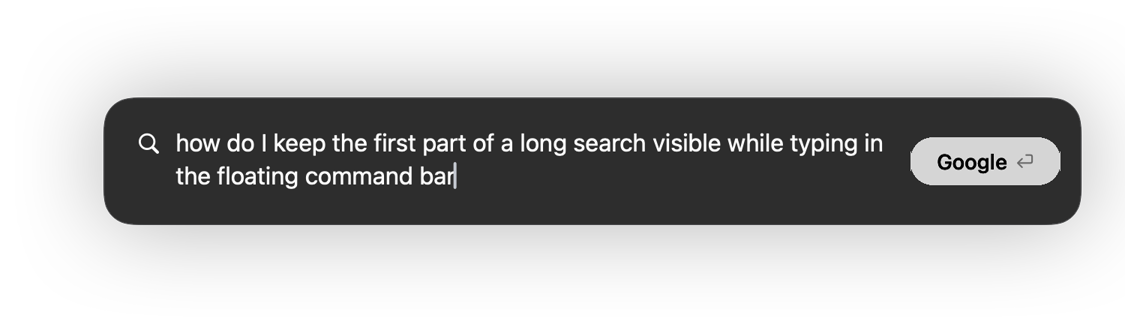 how do I keep the first part of a long search visible while typing in
the floating command bar
Google